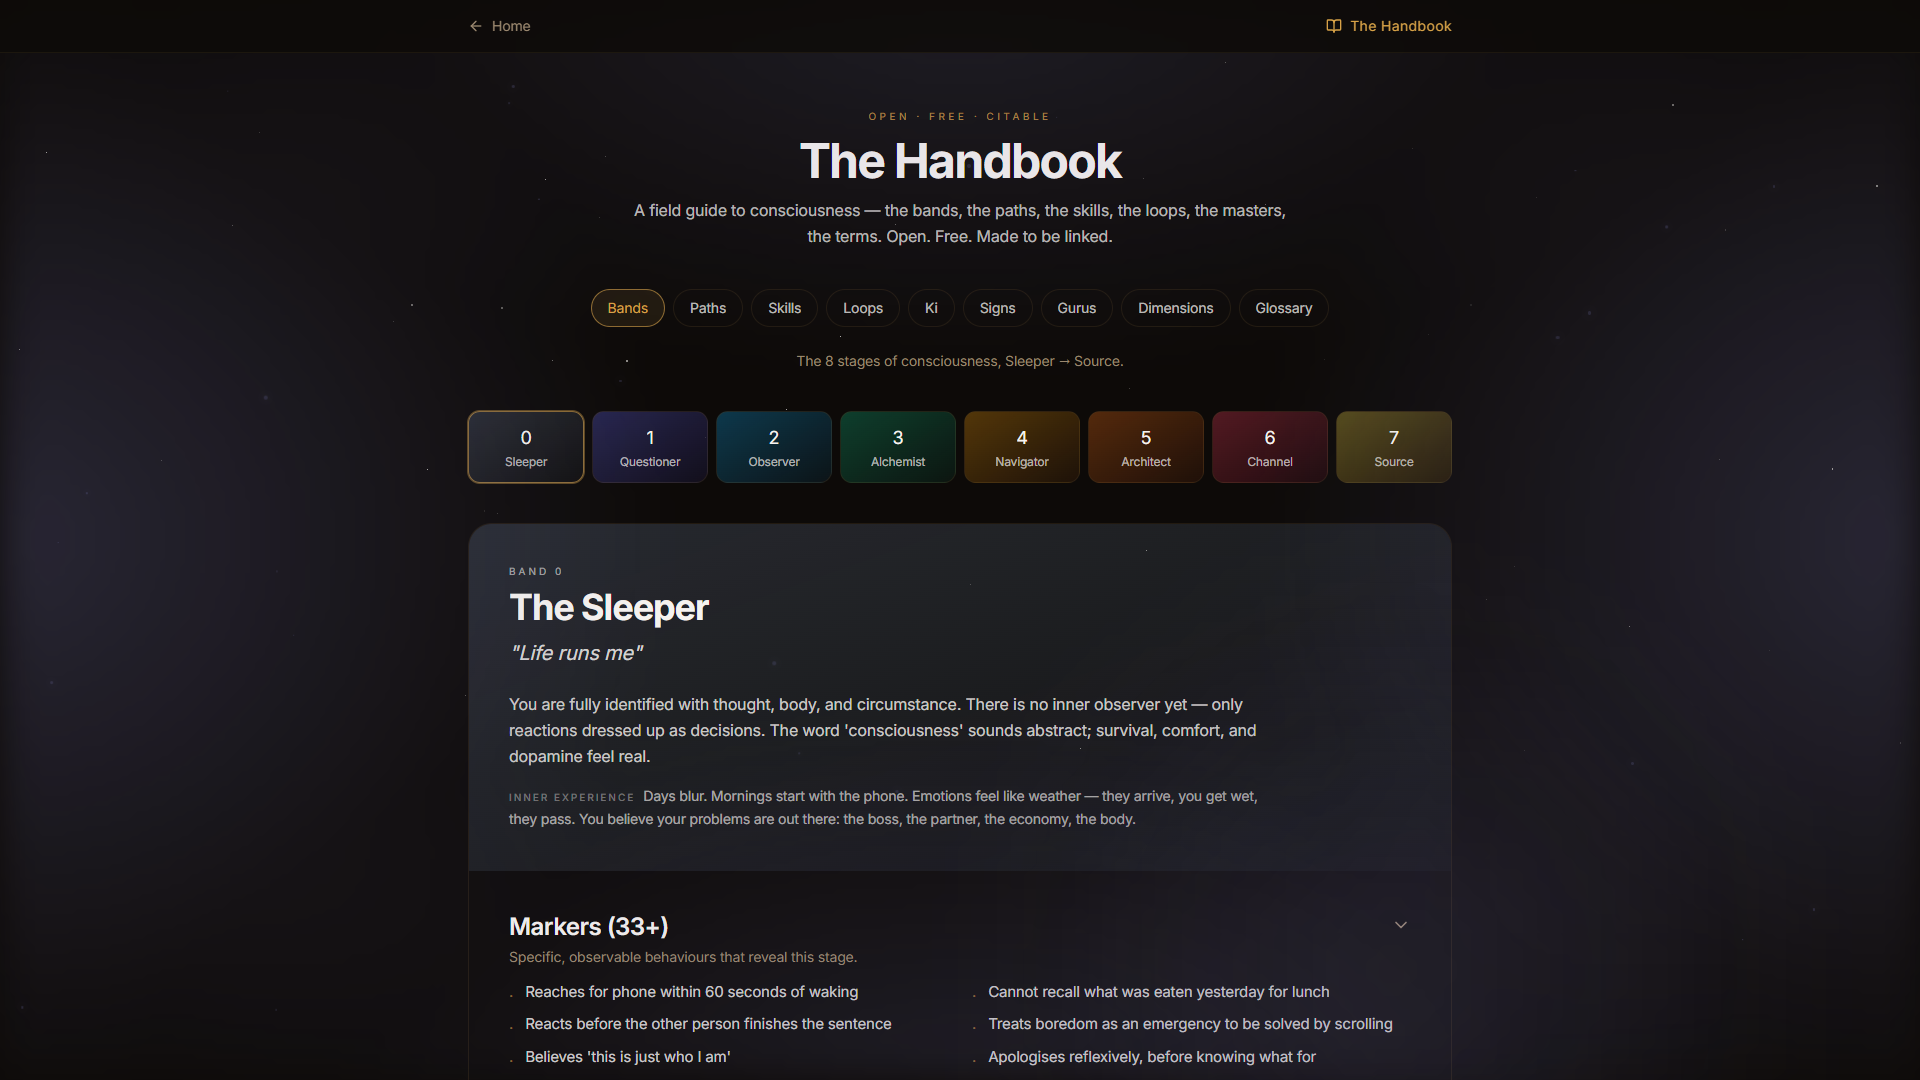 Home
The Handbook
OPEN · FREE · CITABLE
The Handbook
A field guide to consciousness — the bands, the paths, the skills, the loops, the masters,
the terms. Open. Free. Made to be linked.
Bands Paths Skills Loops Ki Signs Gurus Dimensions Glossary
The 8 stages of consciousness, Sleeper → Source.
0 1 2 3 4 5 6 7
Sleeper Questioner Observer Alchemist Navigator Architect Channel Source
BAND 0
The Sleeper
"Life runs me"
You are fully identified with thought, body, and circumstance. There is no inner observer yet — only
reactions dressed up as decisions. The word 'consciousness' sounds abstract; survival, comfort, and
dopamine feel real.
INNER EXPERIENCE Days blur. Mornings start with the phone. Emotions feel like weather — they arrive, you get wet,
they pass. You believe your problems are out there: the boss, the partner, the economy, the body.
Markers (33+)
Specific, observable behaviours that reveal this stage.
· Reaches for phone within 60 seconds of waking
· Cannot recall what was eaten yesterday for lunch
· Reacts before the other person finishes the sentence
· Treats boredom as an emergency to be solved by scrolling
· Believes 'this is just who I am'
· Apologises reflexively, before knowing what for